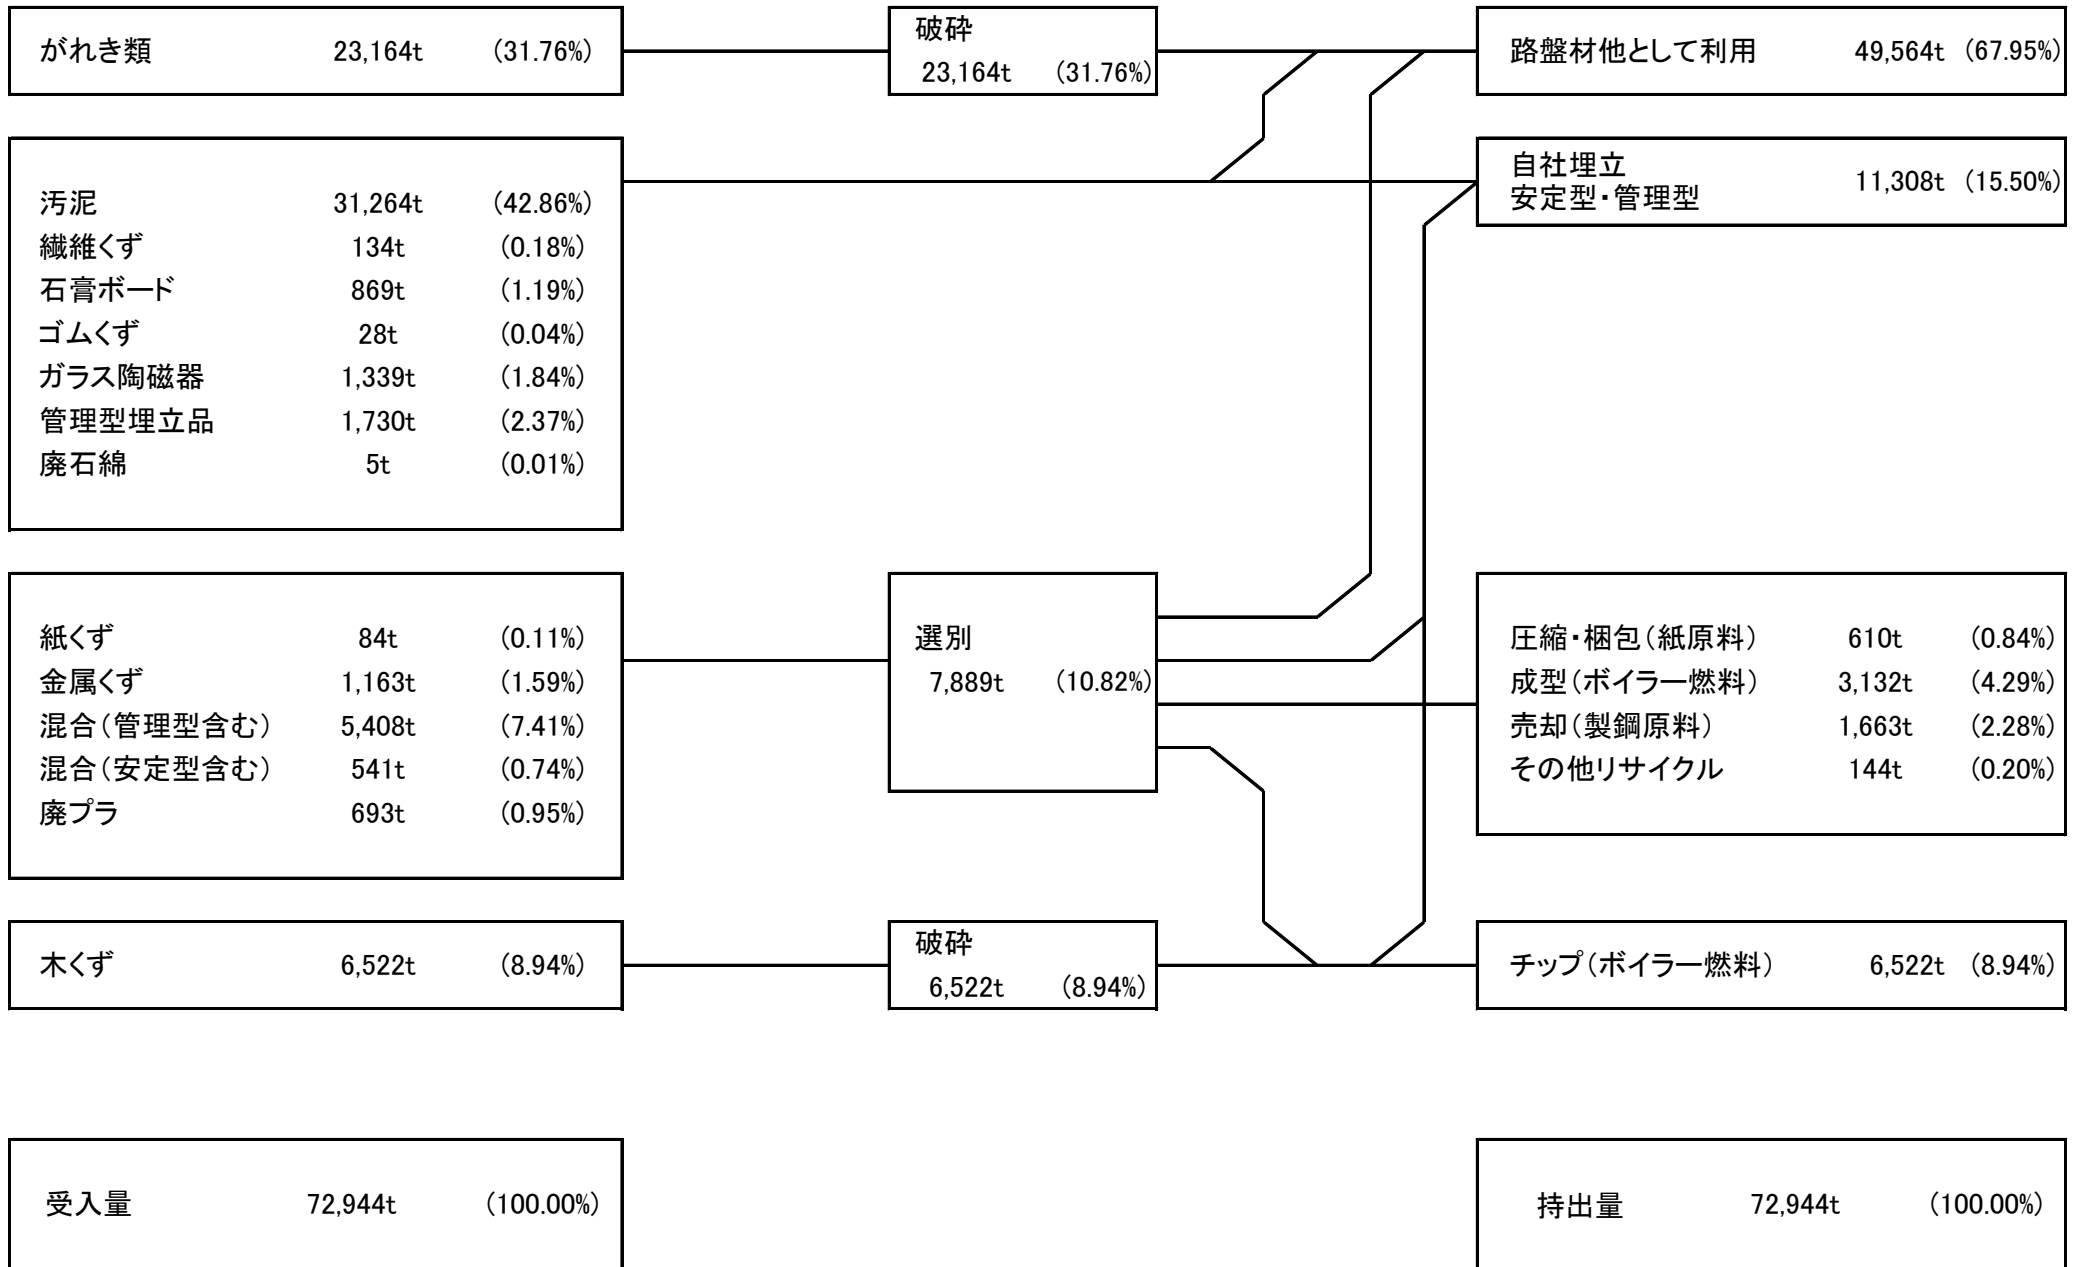 がれき類 23,164t (31.76%)
破砕
23,164t (31.76%)
路盤材他として利用 49,564t (67.95%)
汚泥 31,264t (42.86%)
繊維くず 134t (0.18%)
石膏ボード 869t (1.19%)
ゴムくず 28t (0.04%)
ガラス陶磁器 1,339t (1.84%)
管理型埋立品 1,730t (2.37%)
廃石綿 5t (0.01%)
自社埋立
安定型・管理型 11,308t (15.50%)
紙くず 84t (0.11%)
金属くず 1,163t (1.59%)
混合(管理型含む) 5,408t (7.41%)
混合(安定型含む) 541t (0.74%)
廃プラ 693t (0.95%)
選別
7,889t (10.82%)
圧縮・梱包(紙原料) 610t (0.84%)
成型(ボイラー燃料) 3,132t (4.29%)
売却(製鋼原料) 1,663t (2.28%)
その他リサイクル 144t (0.20%)
木くず 6,522t (8.94%)
破砕
6,522t (8.94%)
チップ(ボイラー燃料) 6,522t (8.94%)
受入量 72,944t (100.00%)
持出量 72,944t (100.00%)